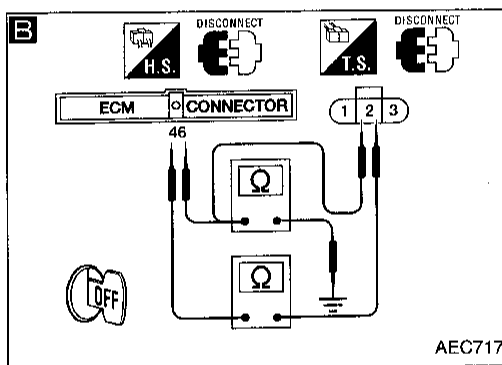 B
DISCONNECT
H.S.
DISCONNECT
T.S.
ECM CONNECTOR
46
1 2 3
Ω
Ω
OFF
AEC717